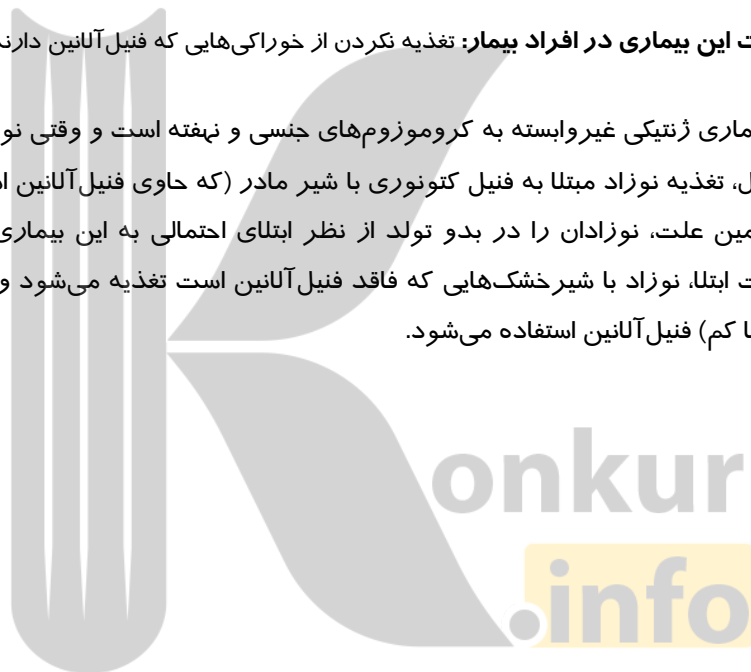 ت این بیماری در افراد بیمار: تغذیه نکردن از خوراکی‌هایی که فنیل‌آلانین دارند
ماری ژنتیکی غیروابسته به کروموزوم‌های جنسی و نهفته است و وقتی نو
ل، تغذیه نوزاد مبتلا به فنیل کتونوری با شیر مادر (که حاوی فنیل‌آلانین اس
مین علت، نوزادان را در بدو تولد از نظر ابتلای احتمالی به این بیماری
ت ابتلا، نوزاد با شیرخشک‌هایی که فاقد فنیل‌آلانین است تغذیه می‌شود و
ا کم) فنیل‌آلانین استفاده می‌شود.
Konkur
.info